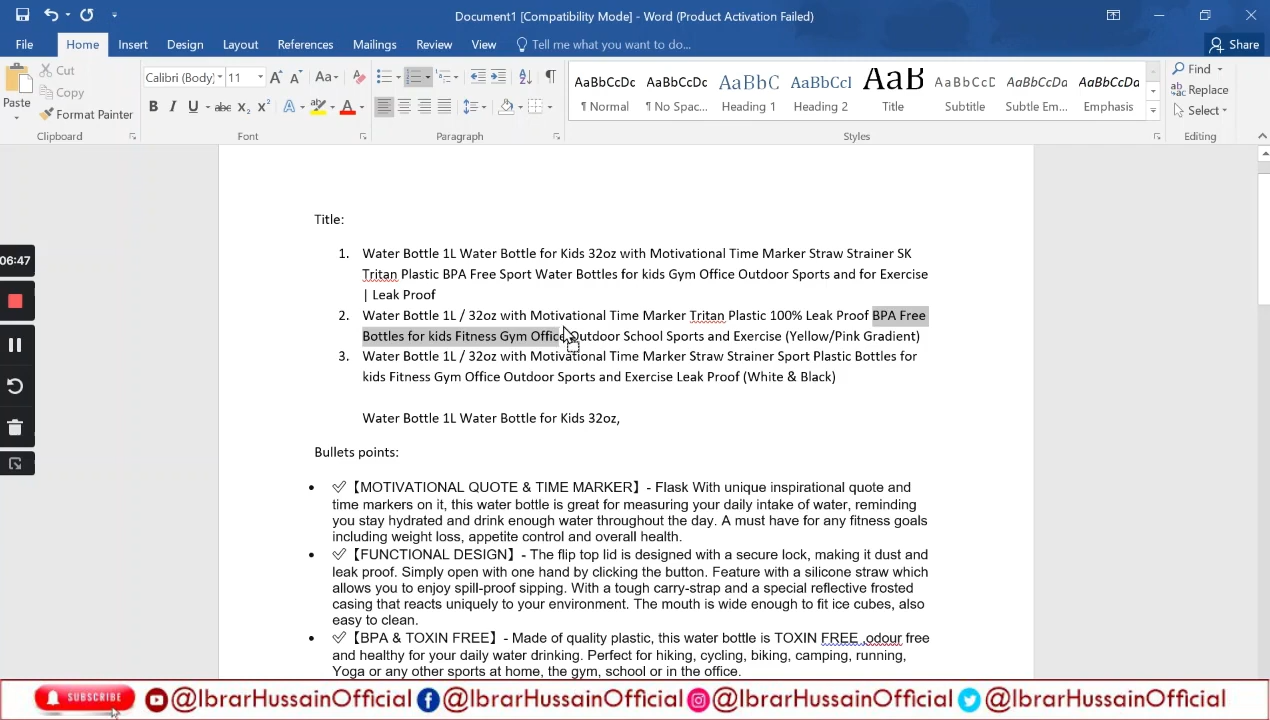 Document1 [Compatibility Mode] - Word (Product Activation Failed)
File Home Insert Design Layout References Mailings Review View Tell me what you want to do... Share
Paste Cut Copy Format Painter
Calibri (Body) 11
AaBbCcDc AaBbCcDc AaBbC AaBbCcl AaB AaBbCcD AaBbCcDa AaBbCcDa
¶ Normal ¶ No Spac... Heading 1 Heading 2 Title Subtitle Subtle Em... Emphasis
Find
Replace
Select
Clipboard Font Paragraph Styles Editing
06:47
Title:
1. Water Bottle 1L Water Bottle for Kids 32oz with Motivational Time Marker Straw Strainer SK
Tritan Plastic BPA Free Sport Water Bottles for kids Gym Office Outdoor Sports and for Exercise
| Leak Proof
2. Water Bottle 1L / 32oz with Motivational Time Marker Tritan Plastic 100% Leak Proof BPA Free
Bottles for kids Fitness Gym Office Outdoor School Sports and Exercise (Yellow/Pink Gradient)
3. Water Bottle 1L / 32oz with Motivational Time Marker Straw Strainer Sport Plastic Bottles for
kids Fitness Gym Office Outdoor Sports and Exercise Leak Proof (White & Black)
Water Bottle 1L Water Bottle for Kids 32oz,
Bullets points:
• ✅【MOTIVATIONAL QUOTE & TIME MARKER】- Flask With unique inspirational quote and
time markers on it, this water bottle is great for measuring your daily intake of water, reminding
you stay hydrated and drink enough water throughout the day. A must have for any fitness goals
including weight loss, appetite control and overall health.
• ✅【FUNCTIONAL DESIGN】- The flip top lid is designed with a secure lock, making it dust and
leak proof. Simply open with one hand by clicking the button. Feature with a silicone straw which
allows you to enjoy spill-proof sipping. With a tough carry-strap and a special reflective frosted
casing that reacts uniquely to your environment. The mouth is wide enough to fit ice cubes, also
easy to clean.
• ✅【BPA & TOXIN FREE】- Made of quality plastic, this water bottle is TOXIN FREE ,odour free
and healthy for your daily water drinking. Perfect for hiking, cycling, biking, camping, running,
Yoga or any other sports at home, the gym, school or in the office.
SUBSCRIBE @IbrarHussainOfficial @IbrarHussainOfficial @IbrarHussainOfficial @IbrarHussainOfficial